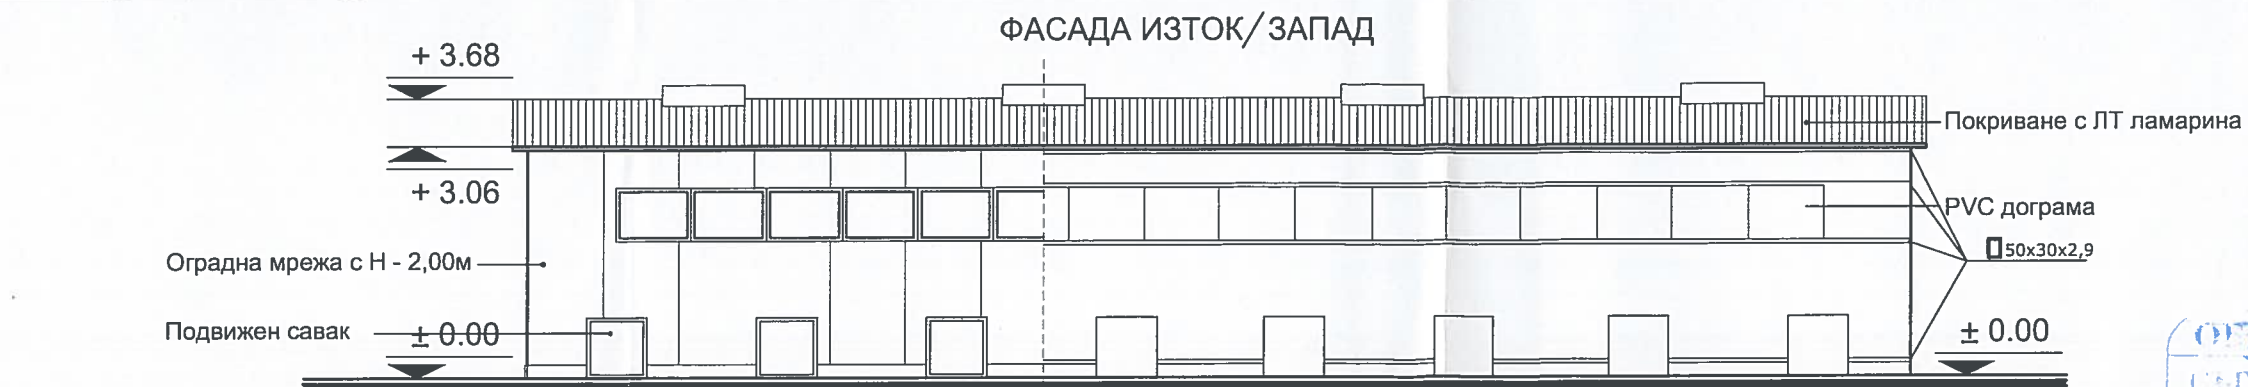 ФАСАДА ИЗТОК/ЗАПАД
+ 3.68
Покриване с ЛТ ламарина
+ 3.06
PVC дограма
50x30x2,9
Оградна мрежа с H - 2,00м
Подвижен савак
± 0.00
± 0.00